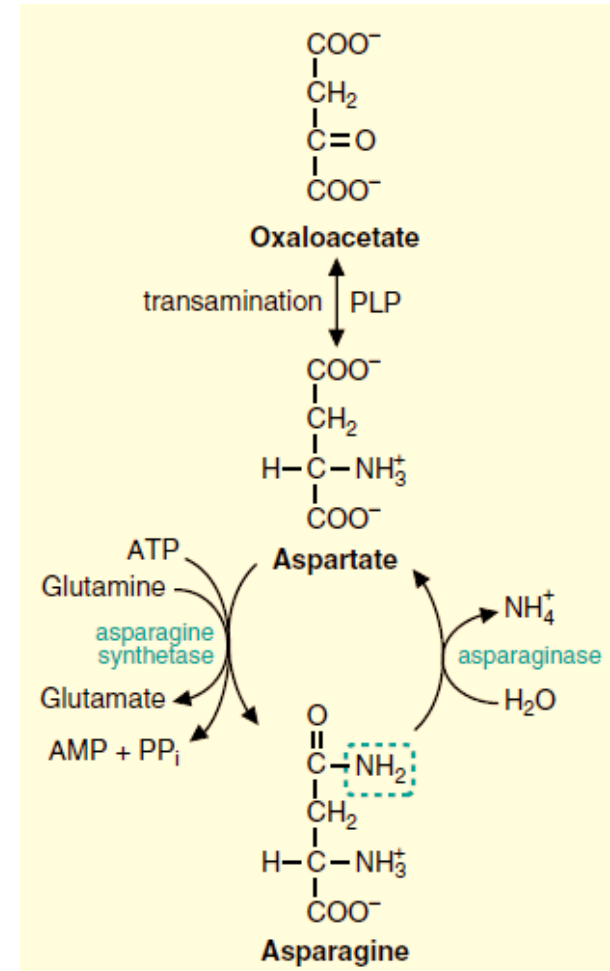 COO⁻
CH₂
C=O
COO⁻
Oxaloacetate
transamination PLP
COO⁻
CH₂
H–C–NH₃⁺
COO⁻
Aspartate
ATP
Glutamine
asparagine
synthetase
Glutamate
AMP + PPᵢ
NH₄⁺
asparaginase
H₂O
O
C–NH₂
CH₂
H–C–NH₃⁺
COO⁻
Asparagine